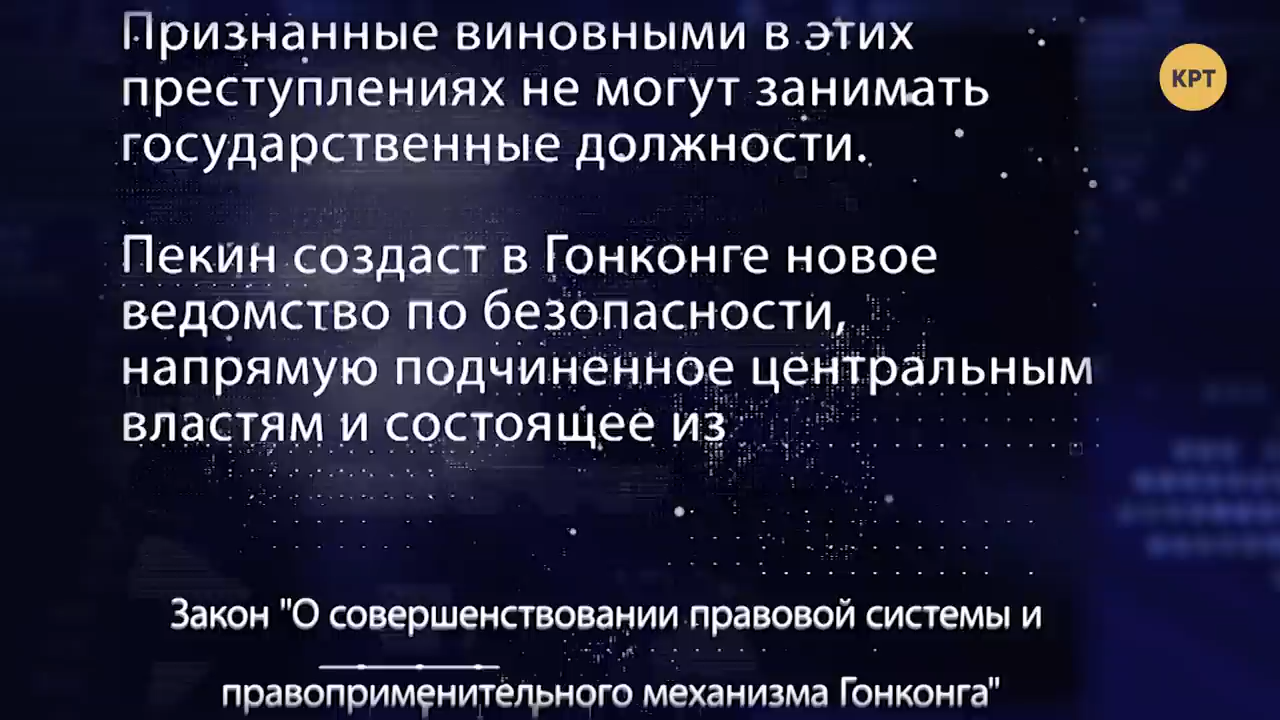 Признанные виновными в этих
преступлениях не могут занимать
государственные должности.
КРТ
Пекин создаст в Гонконге новое
ведомство по безопасности,
напрямую подчиненное центральным
властям и состоящее из
Закон "О совершенствовании правовой системы и
правоприменительного механизма Гонконга"